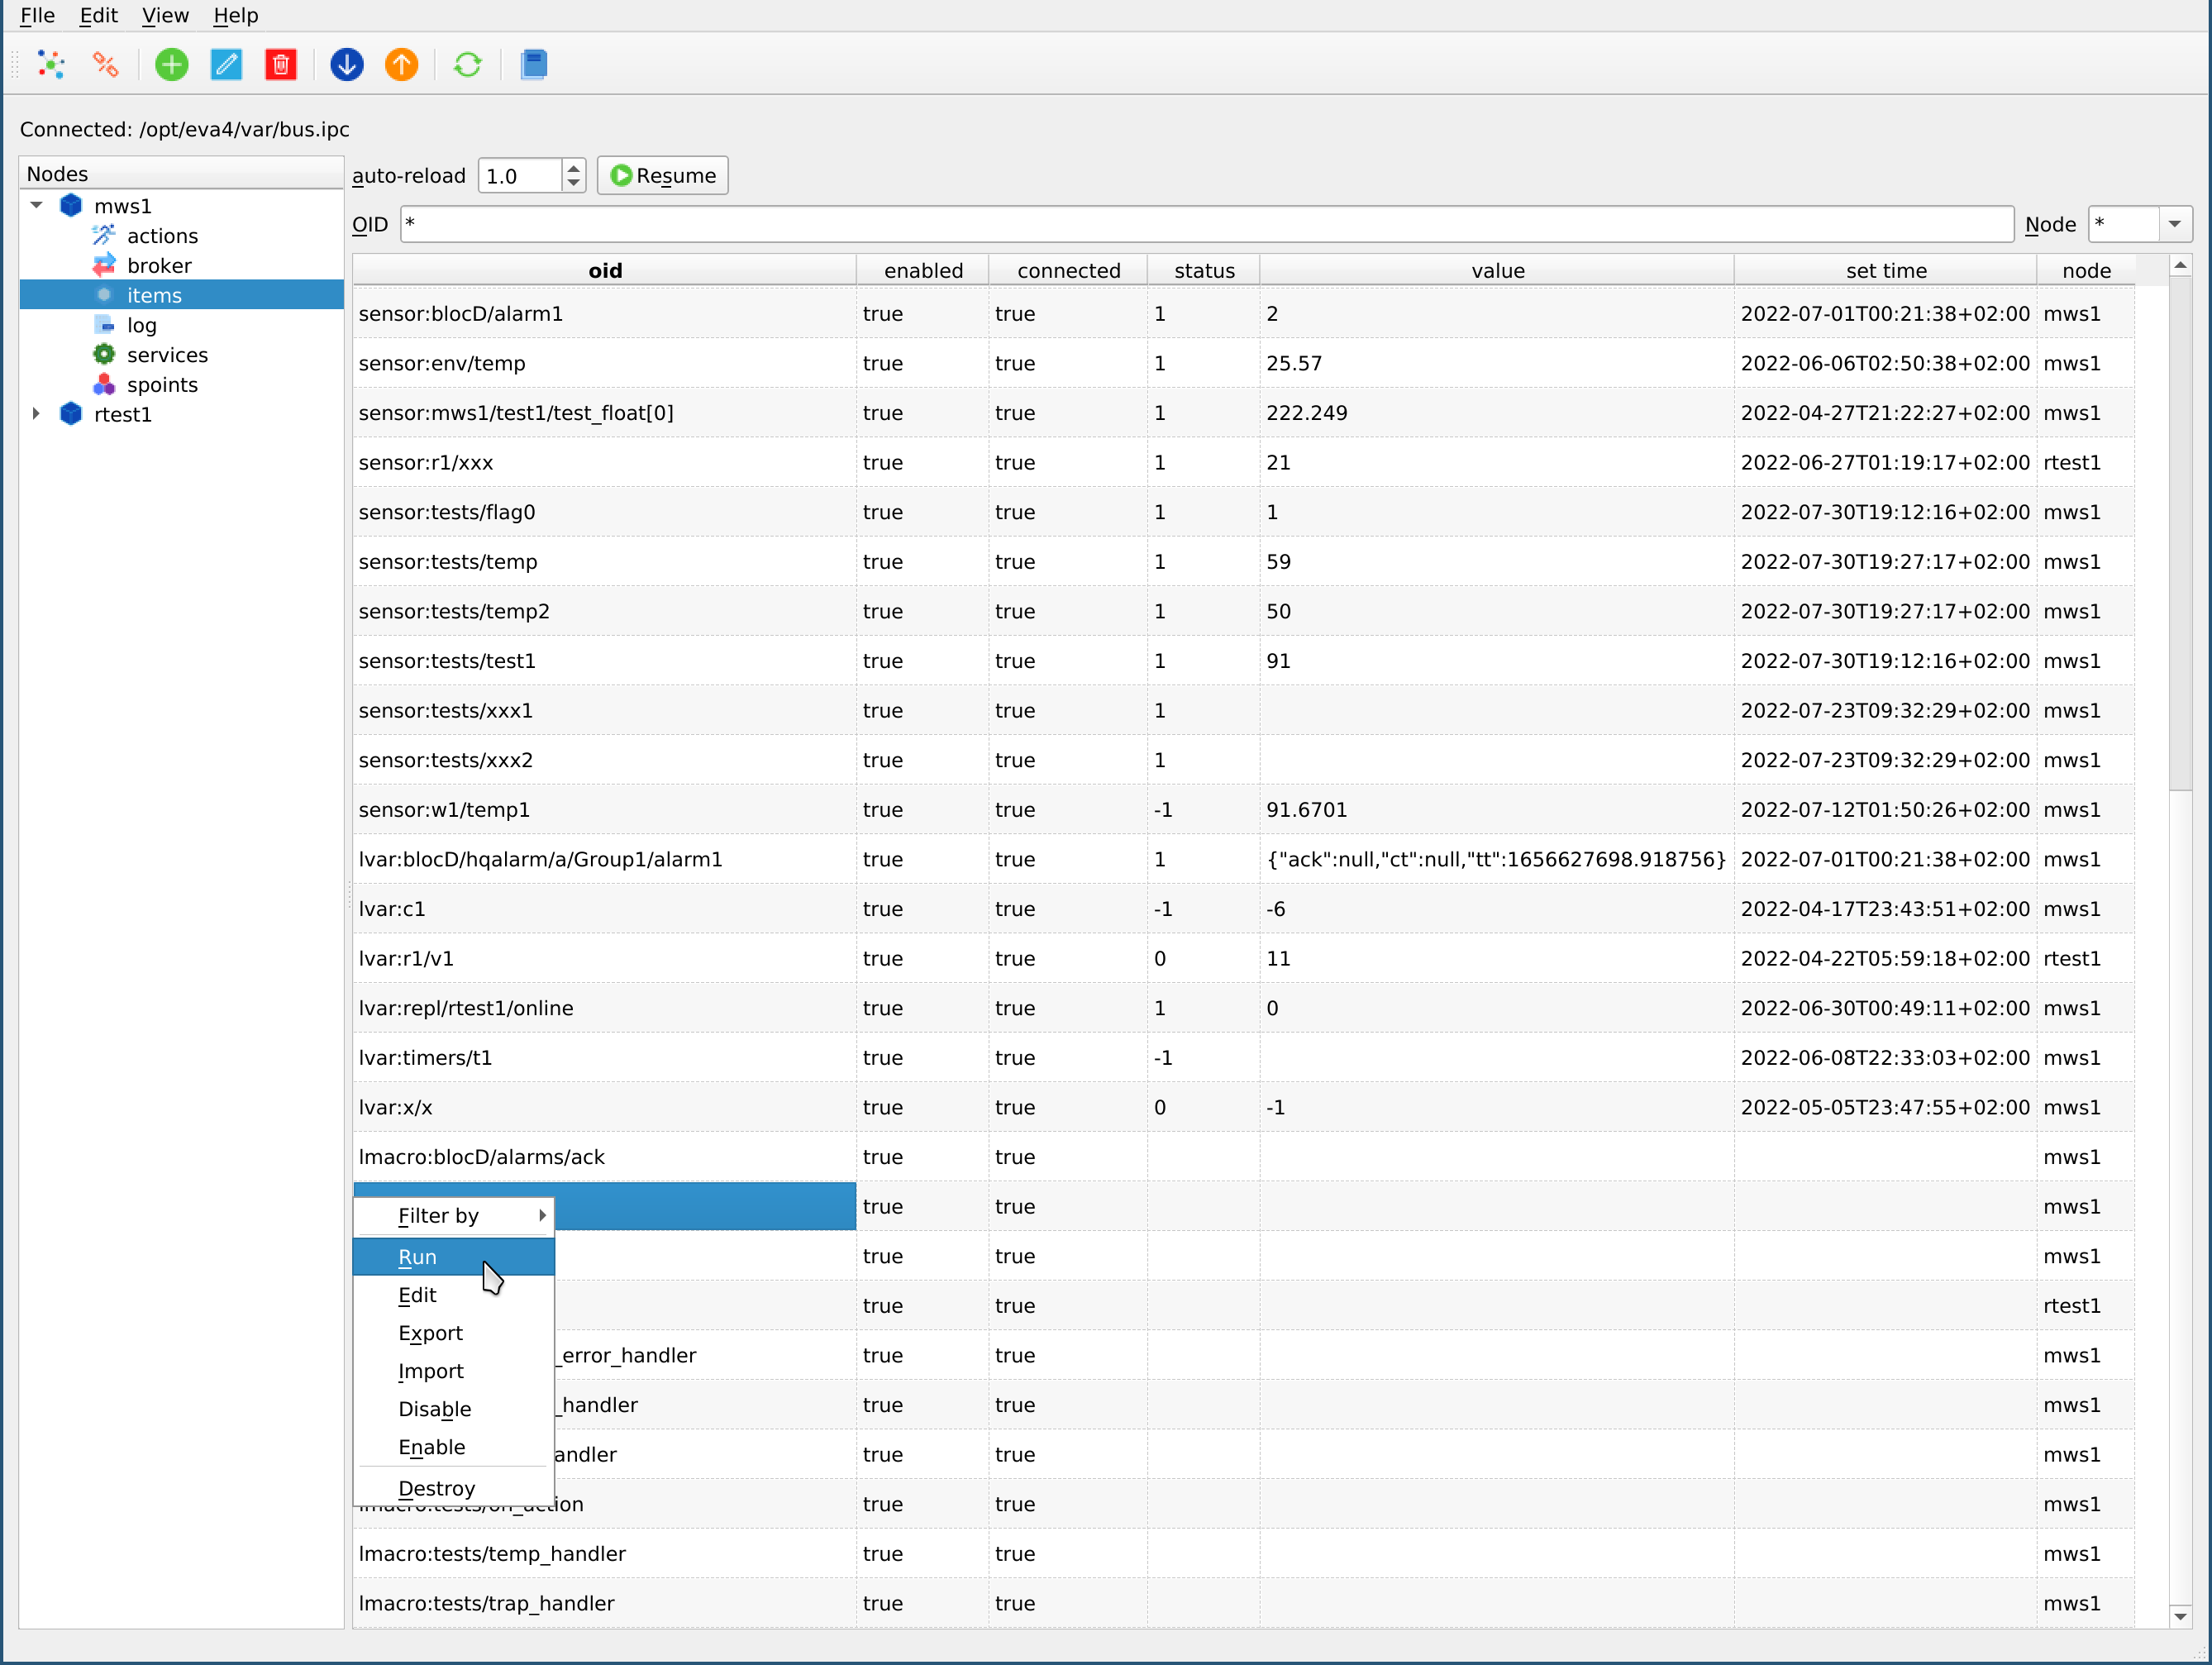 FIle Edit View Help
Connected: /opt/eva4/var/bus.ipc
Nodes
mws1
actions
broker
items
log
services
spoints
rtest1
auto-reload 1.0 Resume
OID * Node *
oid enabled connected status value set time node
sensor:blocD/alarm1 true true 1 2 2022-07-01T00:21:38+02:00 mws1
sensor:env/temp true true 1 25.57 2022-06-06T02:50:38+02:00 mws1
sensor:mws1/test1/test_float[0] true true 1 222.249 2022-04-27T21:22:27+02:00 mws1
sensor:r1/xxx true true 1 21 2022-06-27T01:19:17+02:00 rtest1
sensor:tests/flag0 true true 1 1 2022-07-30T19:12:16+02:00 mws1
sensor:tests/temp true true 1 59 2022-07-30T19:27:17+02:00 mws1
sensor:tests/temp2 true true 1 50 2022-07-30T19:27:17+02:00 mws1
sensor:tests/test1 true true 1 91 2022-07-30T19:12:16+02:00 mws1
sensor:tests/xxx1 true true 1 2022-07-23T09:32:29+02:00 mws1
sensor:tests/xxx2 true true 1 2022-07-23T09:32:29+02:00 mws1
sensor:w1/temp1 true true -1 91.6701 2022-07-12T01:50:26+02:00 mws1
lvar:blocD/hqalarm/a/Group1/alarm1 true true 1 {"ack":null,"ct":null,"tt":1656627698.918756} 2022-07-01T00:21:38+02:00 mws1
lvar:c1 true true -1 -6 2022-04-17T23:43:51+02:00 mws1
lvar:r1/v1 true true 0 11 2022-04-22T05:59:18+02:00 rtest1
lvar:repl/rtest1/online true true 1 0 2022-06-30T00:49:11+02:00 mws1
lvar:timers/t1 true true -1 2022-06-08T22:33:03+02:00 mws1
lvar:x/x true true 0 -1 2022-05-05T23:47:55+02:00 mws1
lmacro:blocD/alarms/ack true true mws1
true true mws1
true true mws1
true true rtest1
_error_handler true true mws1
_handler true true mws1
andler true true mws1
lmacro:tests/on_action true true mws1
lmacro:tests/temp_handler true true mws1
lmacro:tests/trap_handler true true mws1
Filter by
Run
Edit
Export
Import
Disable
Enable
Destroy